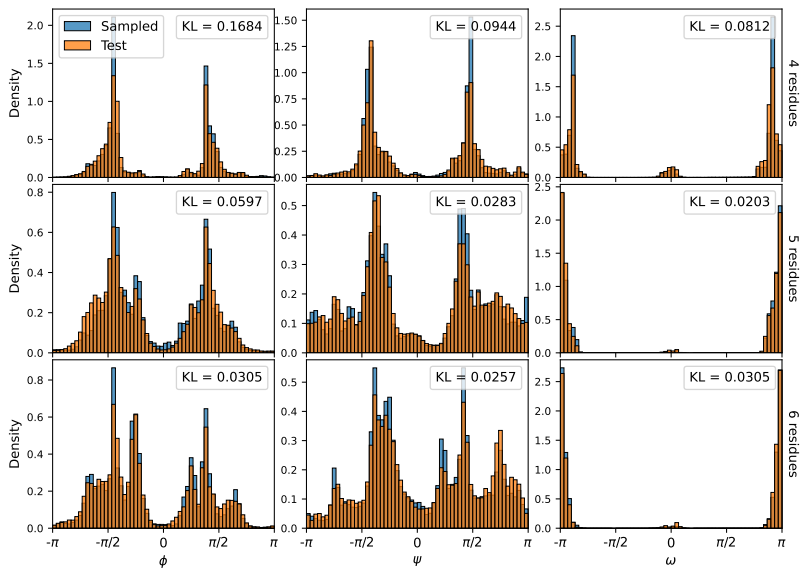 Sampled
Test
KL = 0.1684
KL = 0.0944
KL = 0.0812
Density
2.0
1.5
1.0
0.5
0.0
1.50
1.25
1.00
0.75
0.50
0.25
0.00
2.5
2.0
1.5
1.0
0.5
0.0
4 residues
KL = 0.0597
KL = 0.0283
KL = 0.0203
Density
0.8
0.6
0.4
0.2
0.0
0.5
0.4
0.3
0.2
0.1
0.0
2.5
2.0
1.5
1.0
0.5
0.0
5 residues
KL = 0.0305
KL = 0.0257
KL = 0.0305
Density
0.8
0.6
0.4
0.2
0.0
0.5
0.4
0.3
0.2
0.1
0.0
2.5
2.0
1.5
1.0
0.5
0.0
6 residues
-π -π/2 0 π/2 π
-π -π/2 0 π/2 π
-π -π/2 0 π/2 π
ϕ
ψ
ω